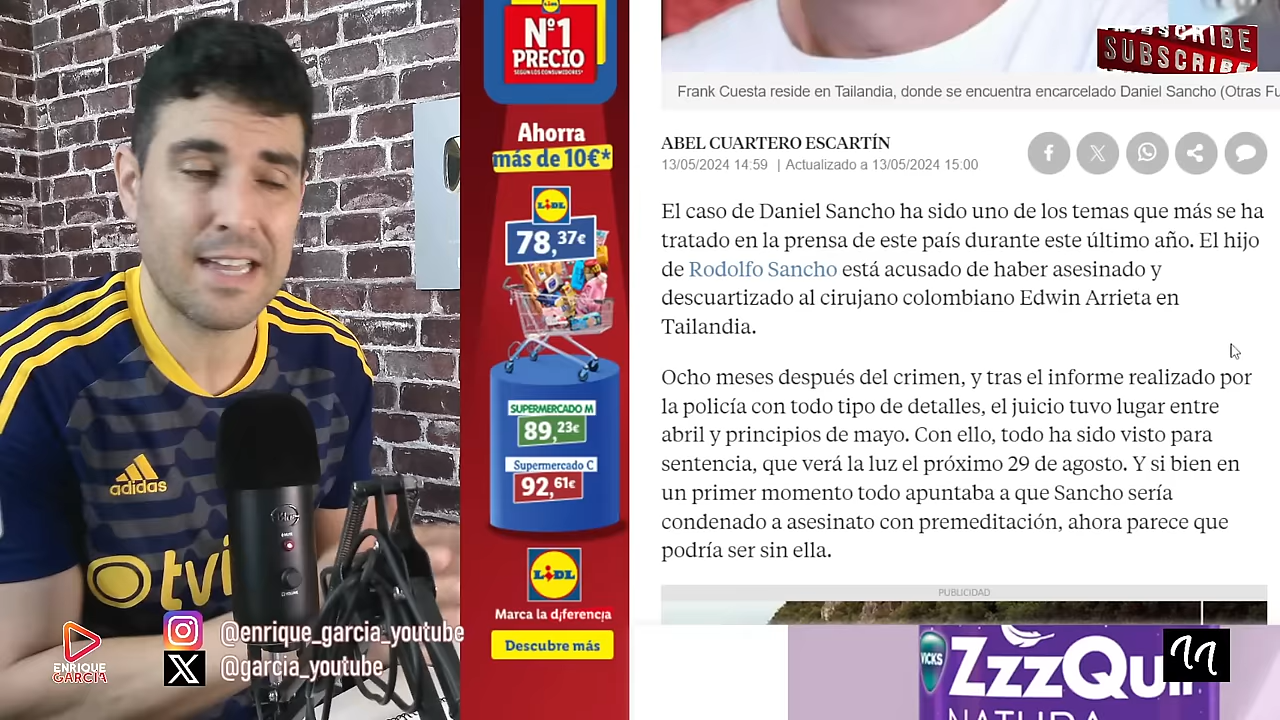 Nº1
PRECIO
SEGÚN LOS CONSUMIDORES*
Ahorra
más de 10€*
LIDL
78,37€
SUPERMERCADO M
89,23€
Supermercado C
92,61€
LIDL
Marca la diferencia
Descubre más
SUBSCRIBE
SUBSCRIBE
Frank Cuesta reside en Tailandia, donde se encuentra encarcelado Daniel Sancho (Otras Fu
ABEL CUARTERO ESCARTÍN
13/05/2024 14:59 | Actualizado a 13/05/2024 15:00
El caso de Daniel Sancho ha sido uno de los temas que más se ha
tratado en la prensa de este país durante este último año. El hijo
de Rodolfo Sancho está acusado de haber asesinado y
descuartizado al cirujano colombiano Edwin Arrieta en
Tailandia.
Ocho meses después del crimen, y tras el informe realizado por
la policía con todo tipo de detalles, el juicio tuvo lugar entre
abril y principios de mayo. Con ello, todo ha sido visto para
sentencia, que verá la luz el próximo 29 de agosto. Y si bien en
un primer momento todo apuntaba a que Sancho sería
condenado a asesinato con premeditación, ahora parece que
podría ser sin ella.
PUBLICIDAD
VICKS
ZzzQui
NATURA
adidas
tvi
@enrique_garcia_youtube
@garcia_youtube
ENRIQUE
GARCIA